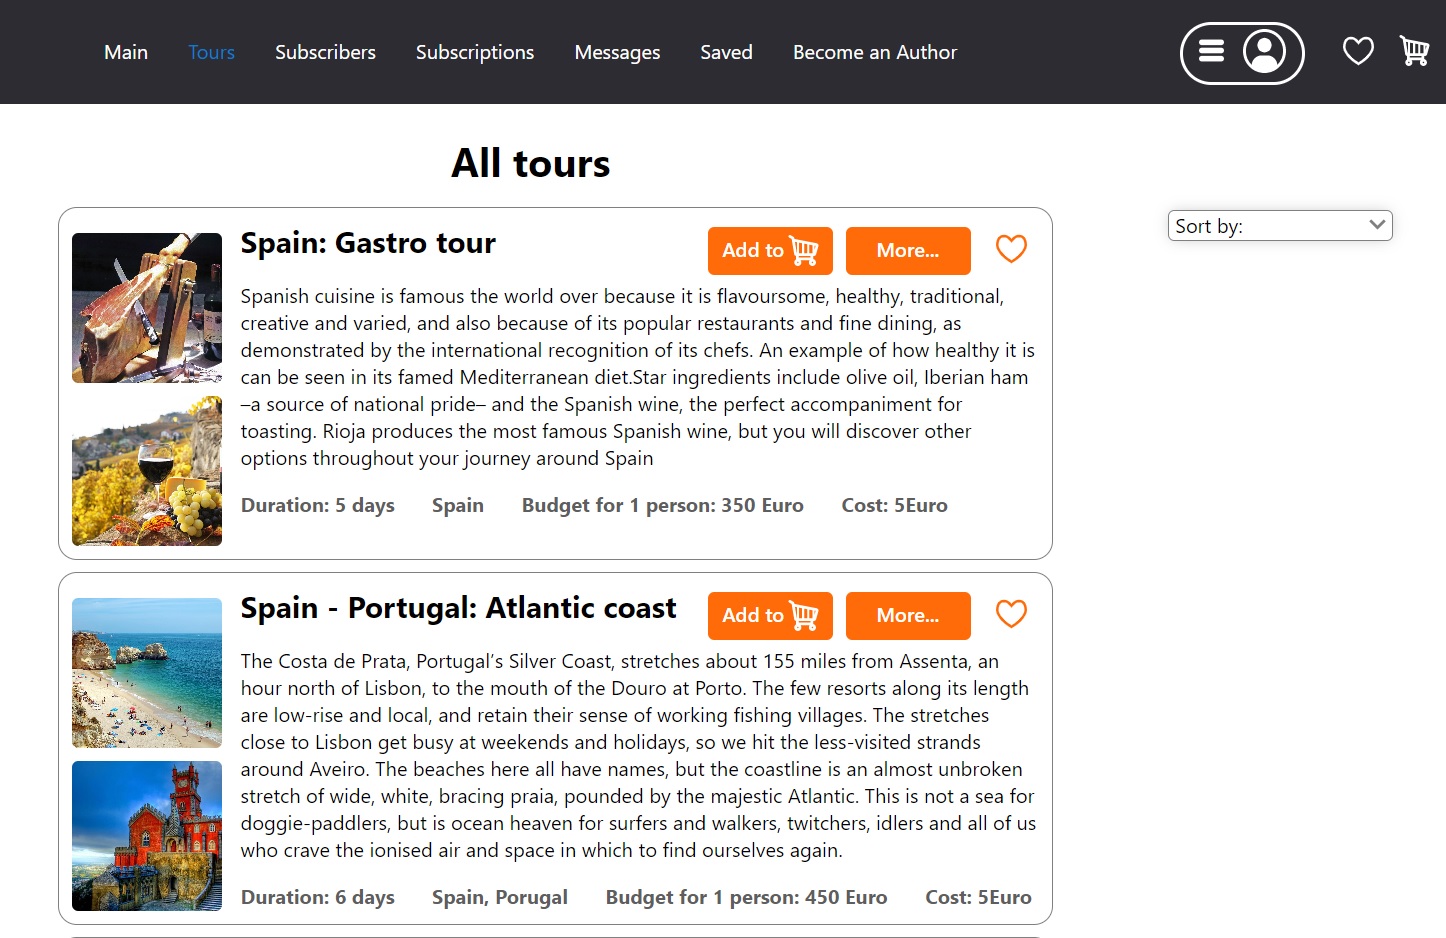 Main Tours Subscribers Subscriptions Messages Saved Become an Author
All tours
Sort by:
Spain: Gastro tour
Add to
More...
Spanish cuisine is famous the world over because it is flavoursome, healthy, traditional,
creative and varied, and also because of its popular restaurants and fine dining, as
demonstrated by the international recognition of its chefs. An example of how healthy it is
can be seen in its famed Mediterranean diet.Star ingredients include olive oil, Iberian ham
–a source of national pride– and the Spanish wine, the perfect accompaniment for
toasting. Rioja produces the most famous Spanish wine, but you will discover other
options throughout your journey around Spain
Duration: 5 days Spain Budget for 1 person: 350 Euro Cost: 5Euro
Spain - Portugal: Atlantic coast
Add to
More...
The Costa de Prata, Portugal’s Silver Coast, stretches about 155 miles from Assenta, an
hour north of Lisbon, to the mouth of the Douro at Porto. The few resorts along its length
are low-rise and local, and retain their sense of working fishing villages. The stretches
close to Lisbon get busy at weekends and holidays, so we hit the less-visited strands
around Aveiro. The beaches here all have names, but the coastline is an almost unbroken
stretch of wide, white, bracing praia, pounded by the majestic Atlantic. This is not a sea for
doggie-paddlers, but is ocean heaven for surfers and walkers, twitchers, idlers and all of us
who crave the ionised air and space in which to find ourselves again.
Duration: 6 days Spain, Porugal Budget for 1 person: 450 Euro Cost: 5Euro